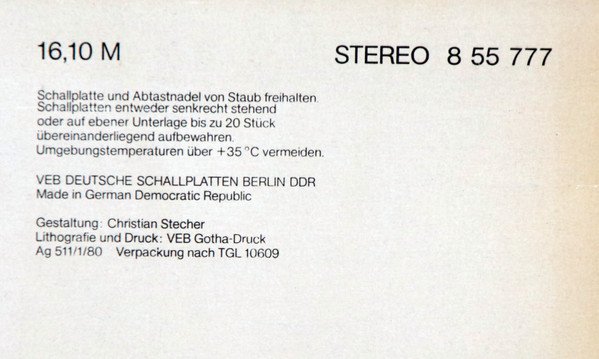 16,10 M STEREO 8 55 777
Schallplatte und Abtastnadel von Staub freihalten.
Schallplatten entweder senkrecht stehend
oder auf ebener Unterlage bis zu 20 Stück
übereinanderliegend aufbewahren.
Umgebungstemperaturen über +35 °C vermeiden.
VEB DEUTSCHE SCHALLPLATTEN BERLIN DDR
Made in German Democratic Republic
Gestaltung: Christian Stecher
Lithografie und Druck: VEB Gotha-Druck
Ag 511/1/80 Verpackung nach TGL 10609